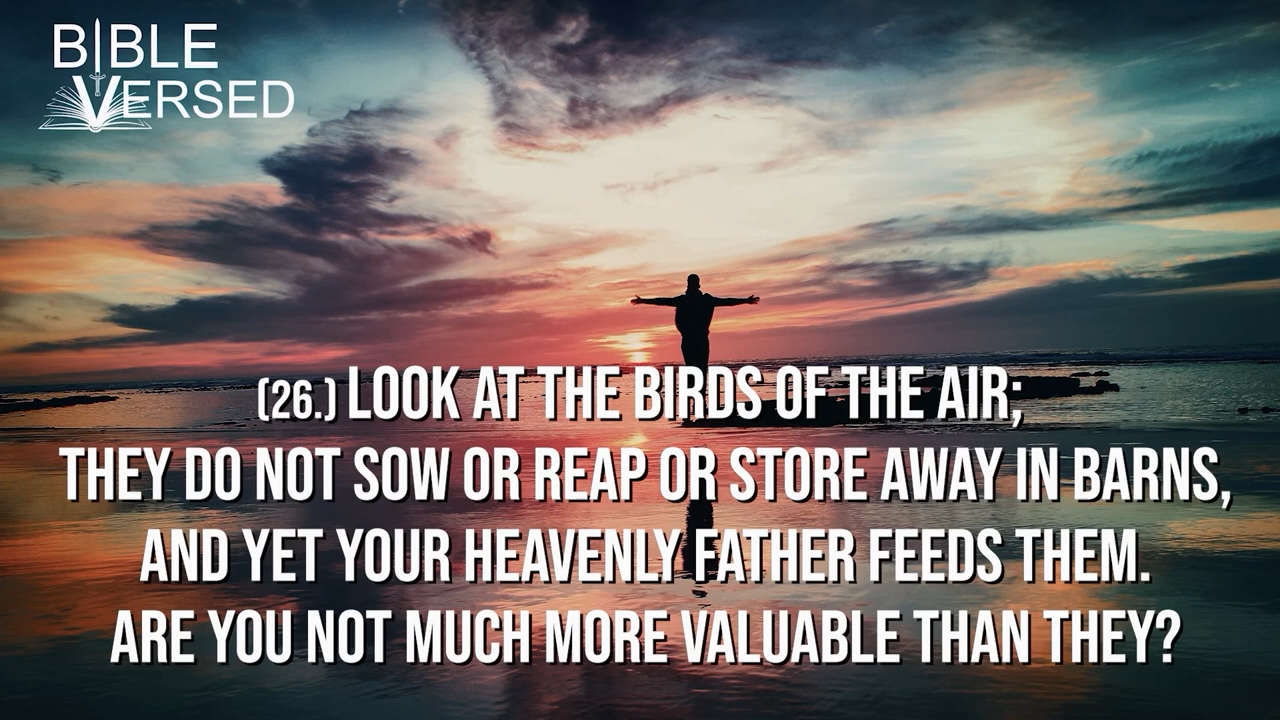 BIBLE
VERSED
(26.) LOOK AT THE BIRDS OF THE AIR;
THEY DO NOT SOW OR REAP OR STORE AWAY IN BARNS,
AND YET YOUR HEAVENLY FATHER FEEDS THEM.
ARE YOU NOT MUCH MORE VALUABLE THAN THEY?